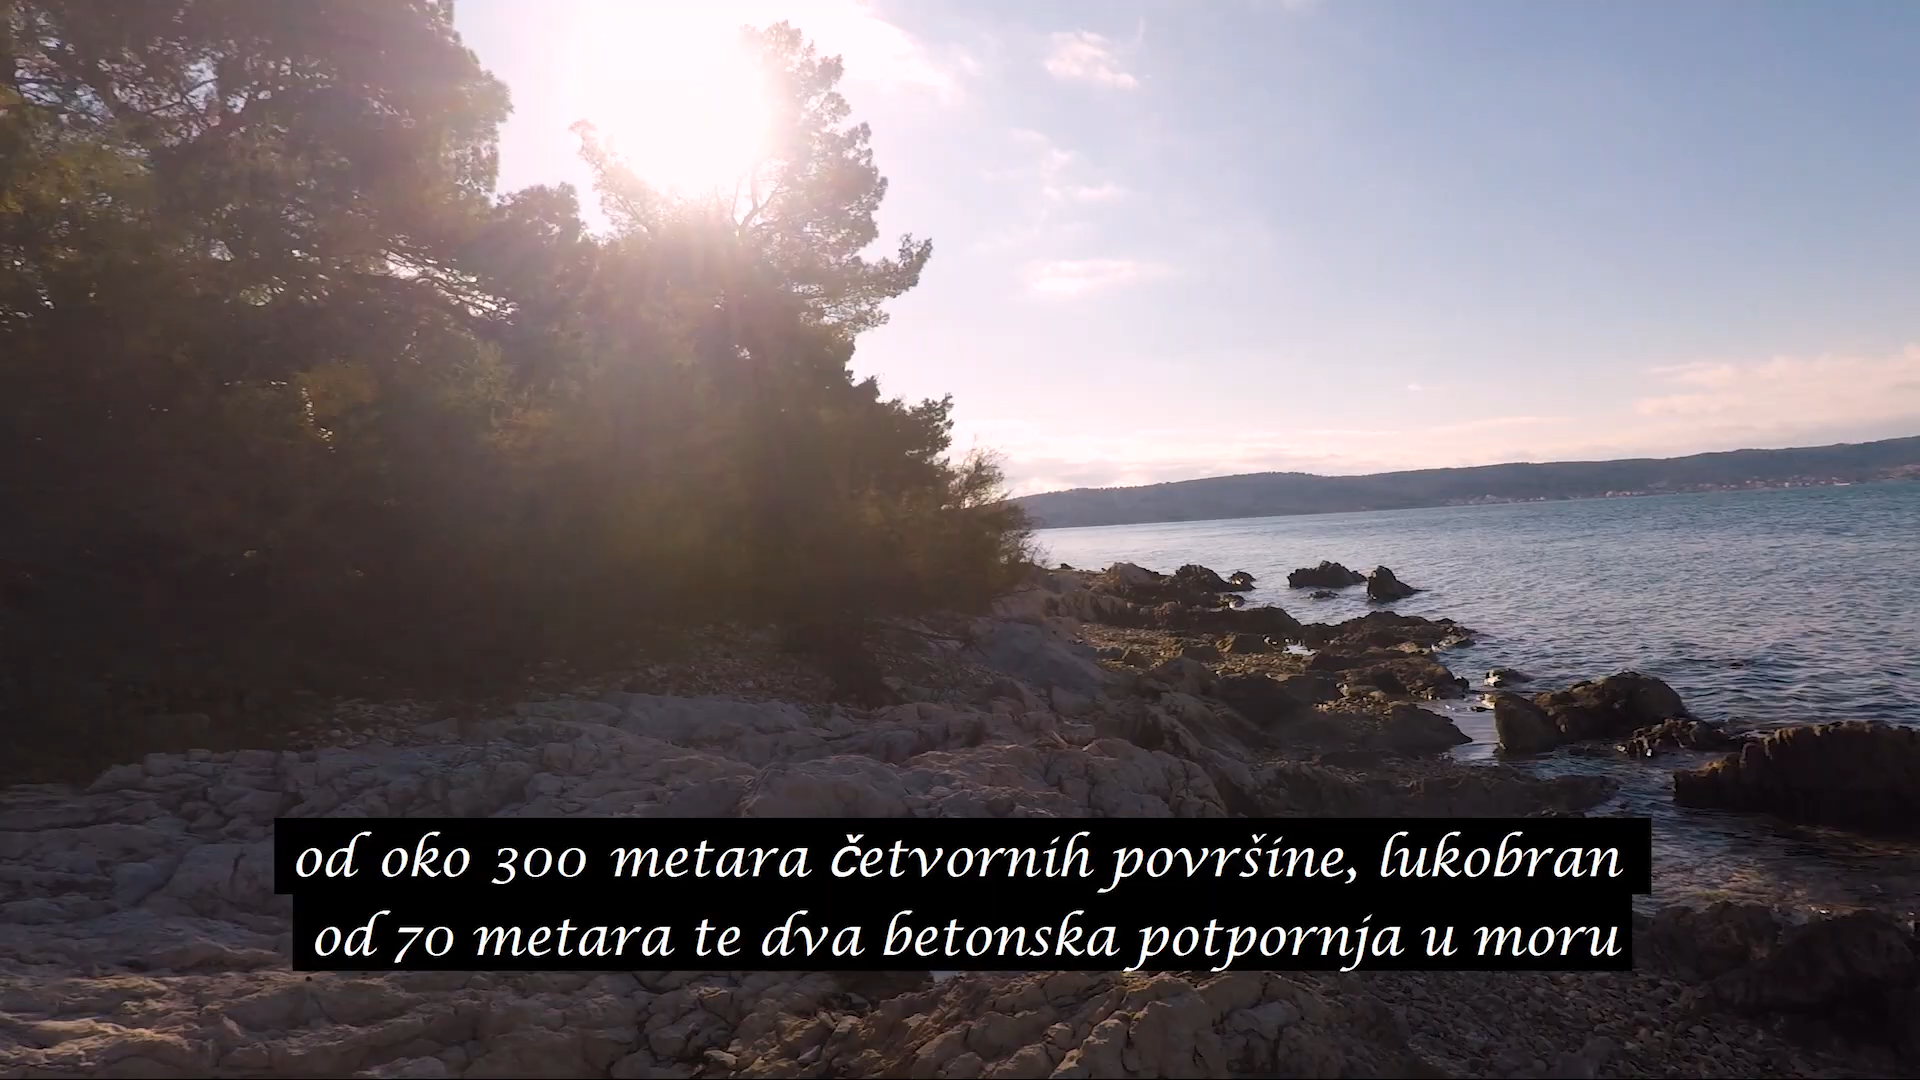 od oko 300 metara četvornih površine, lukobran
od 70 metara te dva betonska potpornja u moru